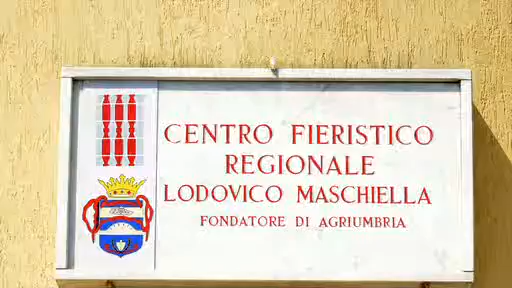 CENTRO FIERISTICO
REGIONALE
LODOVICO MASCHIELLA
FONDATORE DI AGRIUMBRIA